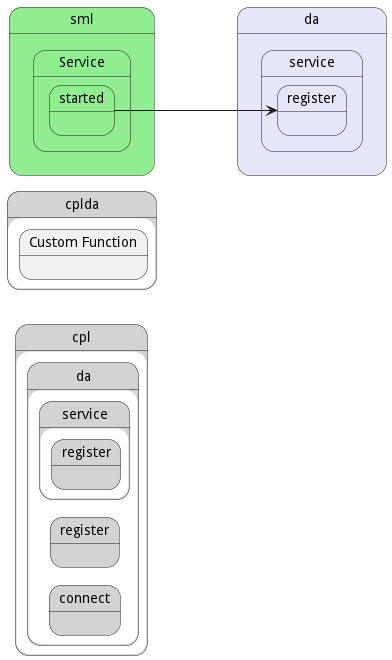 sml
da
Service
service
started
register
cplda
Custom Function
cpl
da
service
register
register
connect